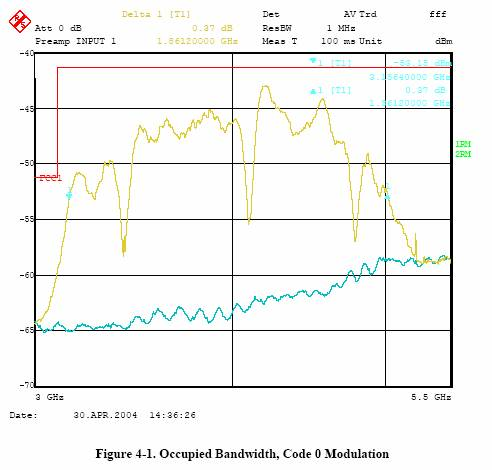 Delta 1 [T1] Det AV Trd fff
Att 0 dB 0.37 dB ResBW 1 MHz
Preamp INPUT 1 1.86120000 GHz Meas T 100 ms Unit dBm
-40
1 [T1] -53.15 dBm
1 [T1] 0.37 dB
1.86120000 GHz
-45
1RM
2RM
-50
FCC1
1
-55
-60
-65
-70
3 GHz 5.5 GHz
Date: 30.APR.2004 14:36:26
Figure 4-1. Occupied Bandwidth, Code 0 Modulation